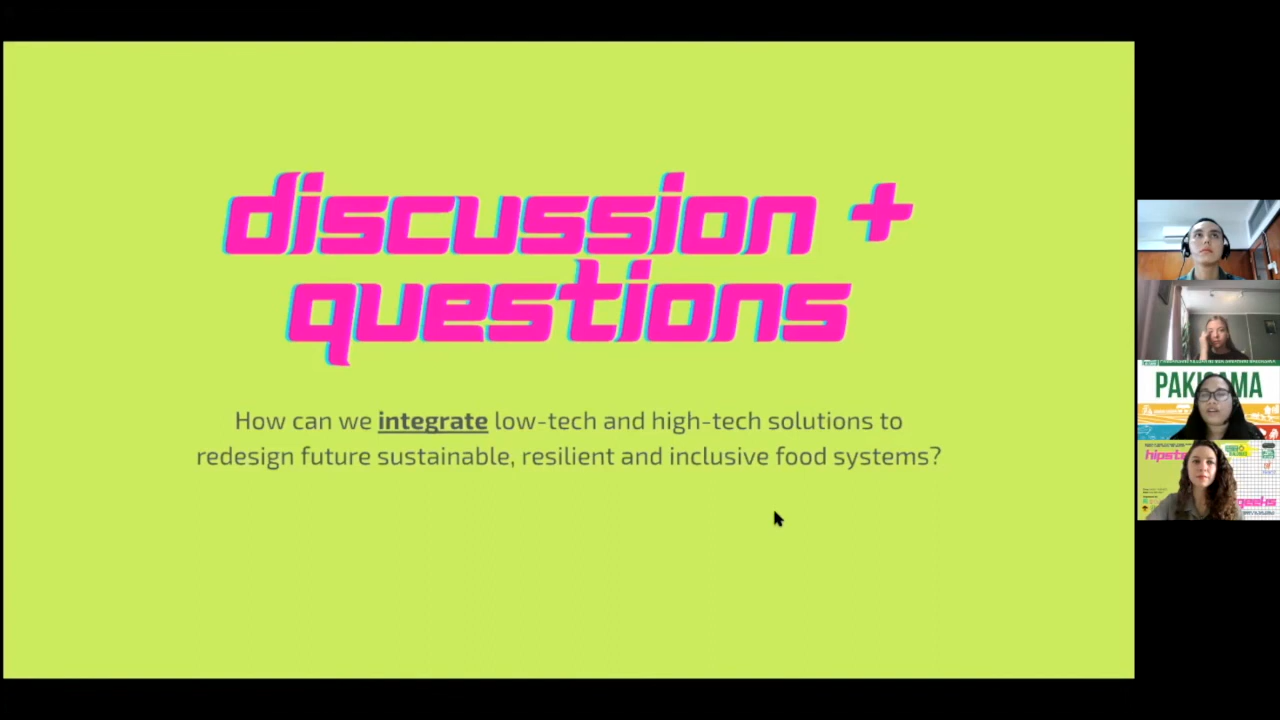 discussion +
questions
How can we integrate low-tech and high-tech solutions to
redesign future sustainable, resilient and inclusive food systems?
geeks